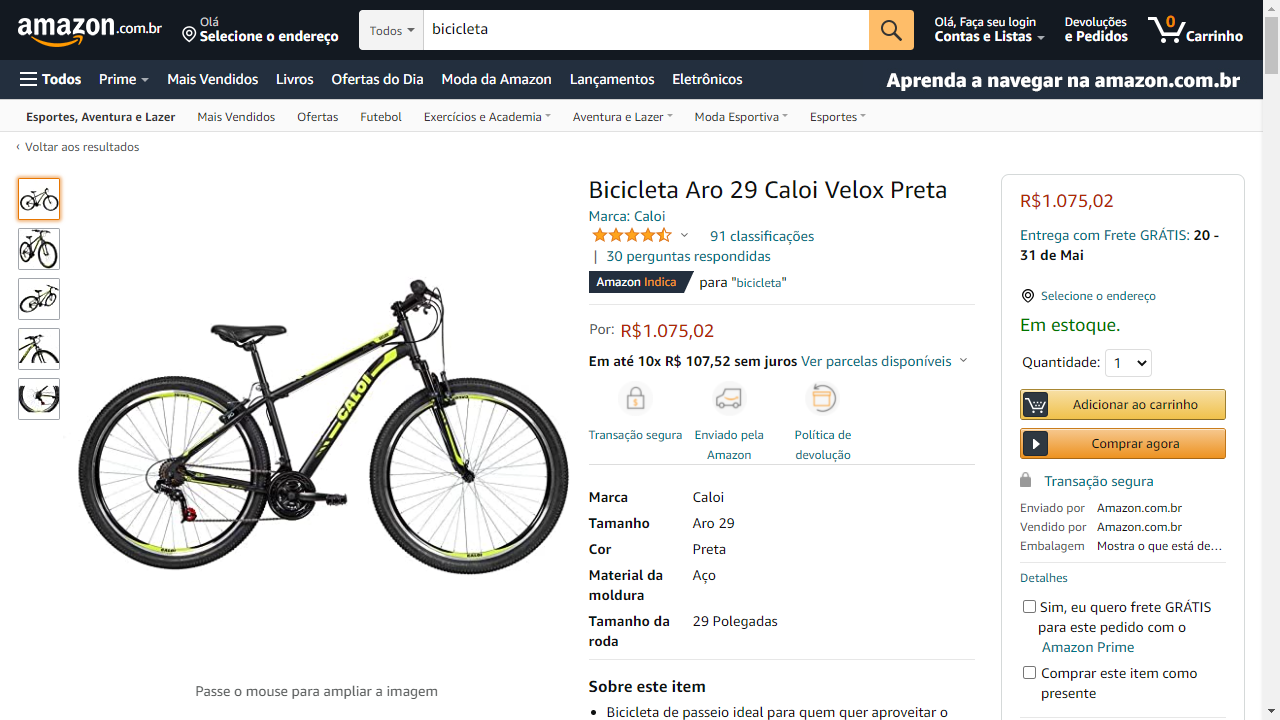 amazon.com.br
Olá
Selecione o endereço
Todos
bicicleta
Olá, Faça seu login
Contas e Listas
Devoluções
e Pedidos
0
Carrinho
Todos
Prime
Mais Vendidos
Livros
Ofertas do Dia
Moda da Amazon
Lançamentos
Eletrônicos
Aprenda a navegar na amazon.com.br
Esportes, Aventura e Lazer
Mais Vendidos
Ofertas
Futebol
Exercícios e Academia
Aventura e Lazer
Moda Esportiva
Esportes
‹ Voltar aos resultados
CALOI
CALOI
CALOI
Passe o mouse para ampliar a imagem
Bicicleta Aro 29 Caloi Velox Preta
Marca: Caloi
91 classificações
| 30 perguntas respondidas
Amazon Indica para "bicicleta"
Por: R$1.075,02
Em até 10x R$ 107,52 sem juros Ver parcelas disponíveis
Transação segura
Enviado pela
Amazon
Política de
devolução
Marca Caloi
Tamanho Aro 29
Cor Preta
Material da Aço
moldura
Tamanho da 29 Polegadas
roda
Sobre este item
• Bicicleta de passeio ideal para quem quer aproveitar o
R$1.075,02
Entrega com Frete GRÁTIS: 20 -
31 de Mai
Selecione o endereço
Em estoque.
Quantidade: 1
Adicionar ao carrinho
Comprar agora
Transação segura
Enviado por Amazon.com.br
Vendido por Amazon.com.br
Embalagem Mostra o que está de...
Detalhes
Sim, eu quero frete GRÁTIS
para este pedido com o
Amazon Prime
Comprar este item como
presente